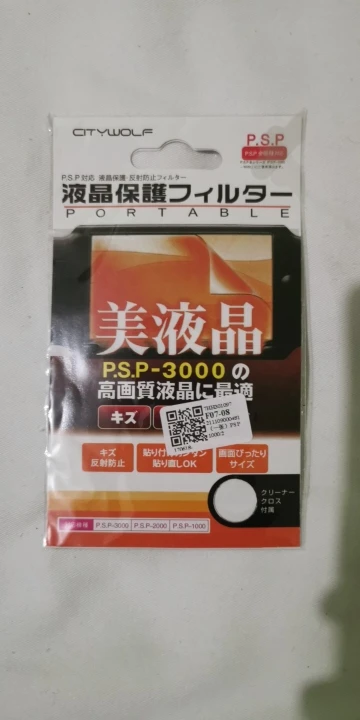 CITYWOLF
P.S.P
P.S.P対応 液晶保護・反射防止フィルター
液晶保護フィルター
PORTABLE
美液晶
P.S.P-3000の
高画質液晶に最適
キズ
F07-08
PSP
キズ
反射防止
貼り直しOK
画面ぴったり
サイズ
クリーナー
クロス
付属
P.S.P-3000 P.S.P-2000 P.S.P-1000